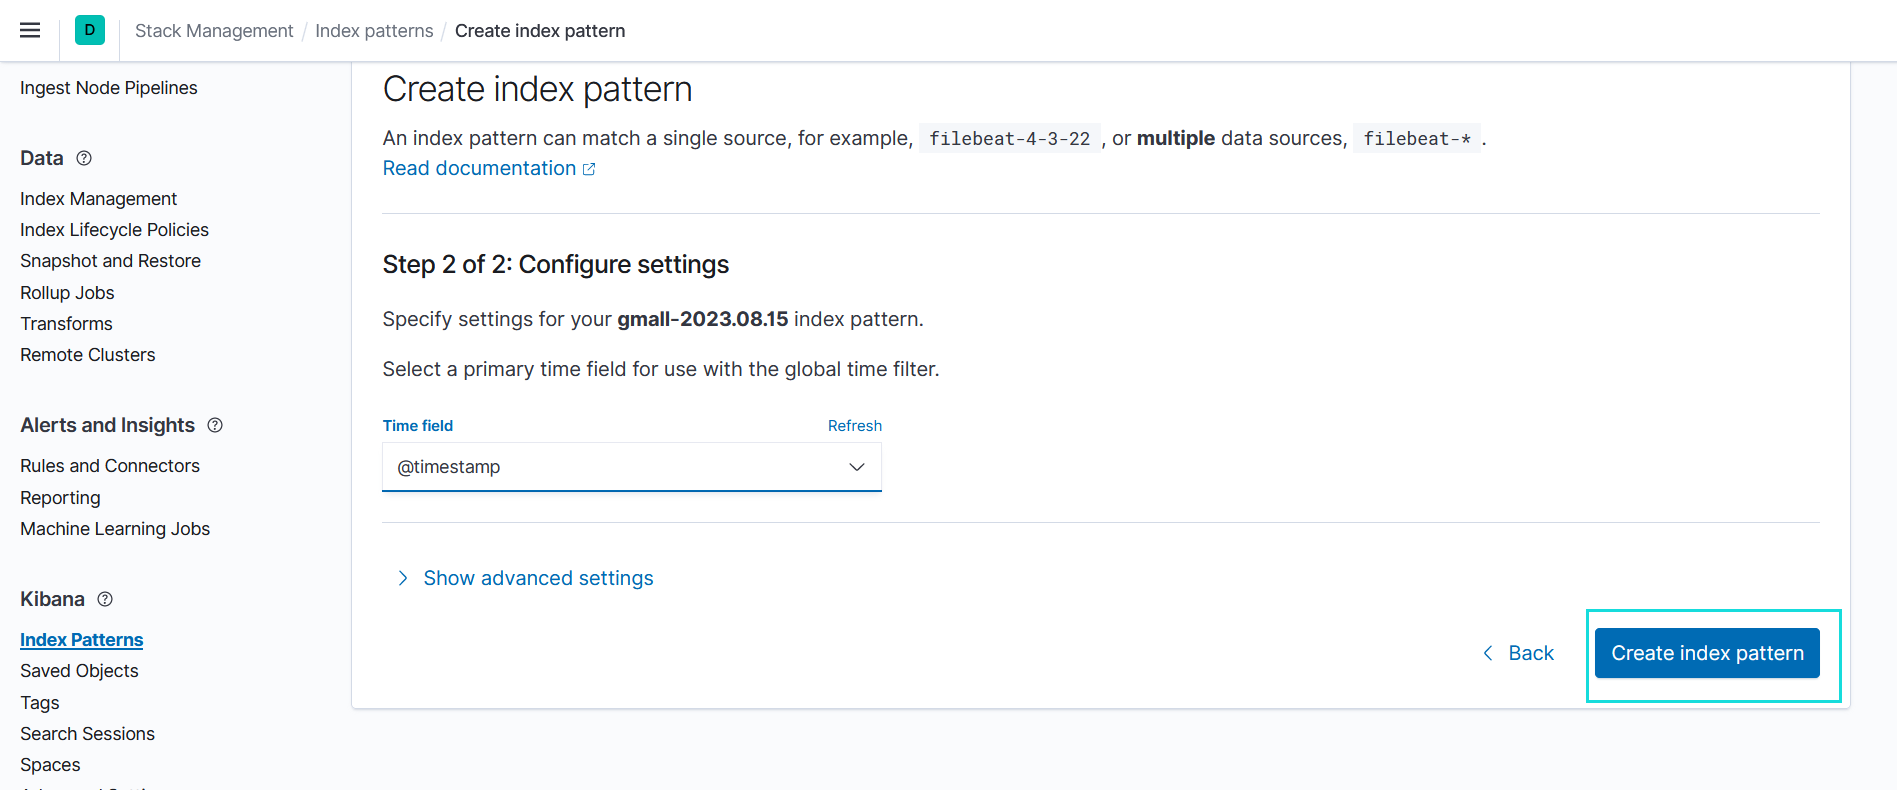 D
Stack Management / Index patterns / Create index pattern
Ingest Node Pipelines
Data
Index Management
Index Lifecycle Policies
Snapshot and Restore
Rollup Jobs
Transforms
Remote Clusters
Alerts and Insights
Rules and Connectors
Reporting
Machine Learning Jobs
Kibana
Index Patterns
Saved Objects
Tags
Search Sessions
Spaces
Create index pattern
An index pattern can match a single source, for example, filebeat-4-3-22 , or multiple data sources, filebeat-* .
Read documentation
Step 2 of 2: Configure settings
Specify settings for your gmall-2023.08.15 index pattern.
Select a primary time field for use with the global time filter.
Time field
Refresh
@timestamp
Show advanced settings
Back
Create index pattern